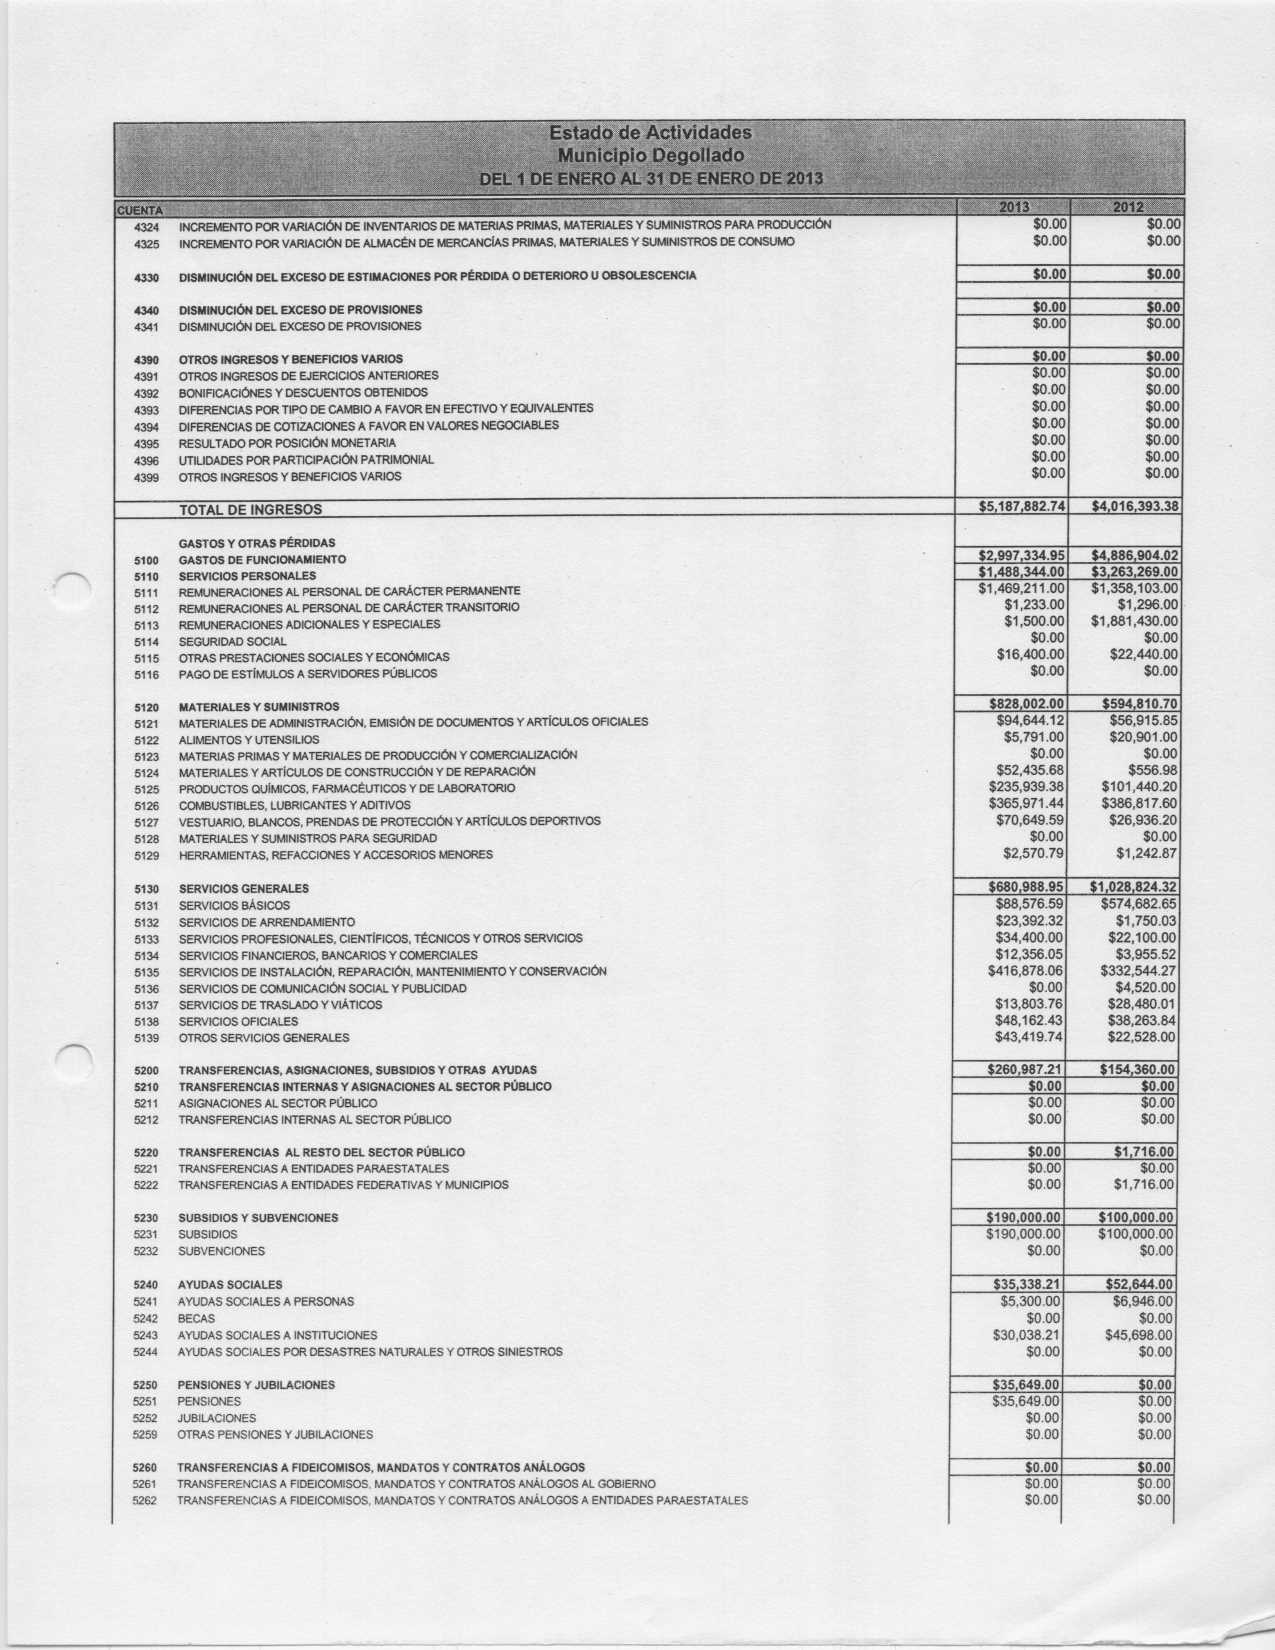 Estado de Actividades
Municipio Degollado
DEL 1 DE ENERO AL 31 DE ENERO DE 2013
CUENTA 2013 2012
4324 INCREMENTO POR VARIACIÓN DE INVENTARIOS DE MATERIAS PRIMAS, MATERIALES Y SUMINISTROS PARA PRODUCCIÓN $0.00 $0.00
4325 INCREMENTO POR VARIACIÓN DE ALMACÉN DE MERCANCÍAS PRIMAS, MATERIALES Y SUMINISTROS DE CONSUMO $0.00 $0.00
4330 DISMINUCIÓN DEL EXCESO DE ESTIMACIONES POR PÉRDIDA O DETERIORO U OBSOLESCENCIA $0.00 $0.00
4340 DISMINUCIÓN DEL EXCESO DE PROVISIONES $0.00 $0.00
4341 DISMINUCIÓN DEL EXCESO DE PROVISIONES $0.00 $0.00
4390 OTROS INGRESOS Y BENEFICIOS VARIOS $0.00 $0.00
4391 OTROS INGRESOS DE EJERCICIOS ANTERIORES $0.00 $0.00
4392 BONIFICACIÓNES Y DESCUENTOS OBTENIDOS $0.00 $0.00
4393 DIFERENCIAS POR TIPO DE CAMBIO A FAVOR EN EFECTIVO Y EQUIVALENTES $0.00 $0.00
4394 DIFERENCIAS DE COTIZACIONES A FAVOR EN VALORES NEGOCIABLES $0.00 $0.00
4395 RESULTADO POR POSICIÓN MONETARIA $0.00 $0.00
4396 UTILIDADES POR PARTICIPACIÓN PATRIMONIAL $0.00 $0.00
4399 OTROS INGRESOS Y BENEFICIOS VARIOS $0.00 $0.00
TOTAL DE INGRESOS $5,187,882.74 $4,016,393.38
GASTOS Y OTRAS PÉRDIDAS
5100 GASTOS DE FUNCIONAMIENTO $2,997,334.95 $4,886,904.02
5110 SERVICIOS PERSONALES $1,488,344.00 $3,263,269.00
5111 REMUNERACIONES AL PERSONAL DE CARÁCTER PERMANENTE $1,469,211.00 $1,358,103.00
5112 REMUNERACIONES AL PERSONAL DE CARÁCTER TRANSITORIO $1,233.00 $1,296.00
5113 REMUNERACIONES ADICIONALES Y ESPECIALES $1,500.00 $1,881,430.00
5114 SEGURIDAD SOCIAL $0.00 $0.00
5115 OTRAS PRESTACIONES SOCIALES Y ECONÓMICAS $16,400.00 $22,440.00
5116 PAGO DE ESTÍMULOS A SERVIDORES PÚBLICOS $0.00 $0.00
5120 MATERIALES Y SUMINISTROS $828,002.00 $594,810.70
5121 MATERIALES DE ADMINISTRACIÓN, EMISIÓN DE DOCUMENTOS Y ARTÍCULOS OFICIALES $94,644.12 $56,915.85
5122 ALIMENTOS Y UTENSILIOS $5,791.00 $20,901.00
5123 MATERIAS PRIMAS Y MATERIALES DE PRODUCCIÓN Y COMERCIALIZACIÓN $0.00 $0.00
5124 MATERIALES Y ARTÍCULOS DE CONSTRUCCIÓN Y DE REPARACIÓN $52,435.68 $556.98
5125 PRODUCTOS QUÍMICOS, FARMACÉUTICOS Y DE LABORATORIO $235,939.38 $101,440.20
5126 COMBUSTIBLES, LUBRICANTES Y ADITIVOS $365,971.44 $386,817.60
5127 VESTUARIO, BLANCOS, PRENDAS DE PROTECCIÓN Y ARTÍCULOS DEPORTIVOS $70,649.59 $26,936.20
5128 MATERIALES Y SUMINISTROS PARA SEGURIDAD $0.00 $0.00
5129 HERRAMIENTAS, REFACCIONES Y ACCESORIOS MENORES $2,570.79 $1,242.87
5130 SERVICIOS GENERALES $680,988.95 $1,028,824.32
5131 SERVICIOS BÁSICOS $88,576.59 $574,682.65
5132 SERVICIOS DE ARRENDAMIENTO $23,392.32 $1,750.03
5133 SERVICIOS PROFESIONALES, CIENTÍFICOS, TÉCNICOS Y OTROS SERVICIOS $34,400.00 $22,100.00
5134 SERVICIOS FINANCIEROS, BANCARIOS Y COMERCIALES $12,356.05 $3,955.52
5135 SERVICIOS DE INSTALACIÓN, REPARACIÓN, MANTENIMIENTO Y CONSERVACIÓN $416,878.06 $332,544.27
5136 SERVICIOS DE COMUNICACIÓN SOCIAL Y PUBLICIDAD $0.00 $4,520.00
5137 SERVICIOS DE TRASLADO Y VIÁTICOS $13,803.76 $28,480.01
5138 SERVICIOS OFICIALES $48,162.43 $38,263.84
5139 OTROS SERVICIOS GENERALES $43,419.74 $22,528.00
5200 TRANSFERENCIAS, ASIGNACIONES, SUBSIDIOS Y OTRAS AYUDAS $260,987.21 $154,360.00
5210 TRANSFERENCIAS INTERNAS Y ASIGNACIONES AL SECTOR PÚBLICO $0.00 $0.00
5211 ASIGNACIONES AL SECTOR PÚBLICO $0.00 $0.00
5212 TRANSFERENCIAS INTERNAS AL SECTOR PÚBLICO $0.00 $0.00
5220 TRANSFERENCIAS AL RESTO DEL SECTOR PÚBLICO $0.00 $1,716.00
5221 TRANSFERENCIAS A ENTIDADES PARAESTATALES $0.00 $0.00
5222 TRANSFERENCIAS A ENTIDADES FEDERATIVAS Y MUNICIPIOS $0.00 $1,716.00
5230 SUBSIDIOS Y SUBVENCIONES $190,000.00 $100,000.00
5231 SUBSIDIOS $190,000.00 $100,000.00
5232 SUBVENCIONES $0.00 $0.00
5240 AYUDAS SOCIALES $35,338.21 $52,644.00
5241 AYUDAS SOCIALES A PERSONAS $5,300.00 $6,946.00
5242 BECAS $0.00 $0.00
5243 AYUDAS SOCIALES A INSTITUCIONES $30,038.21 $45,698.00
5244 AYUDAS SOCIALES POR DESASTRES NATURALES Y OTROS SINIESTROS $0.00 $0.00
5250 PENSIONES Y JUBILACIONES $35,649.00 $0.00
5251 PENSIONES $35,649.00 $0.00
5252 JUBILACIONES $0.00 $0.00
5259 OTRAS PENSIONES Y JUBILACIONES $0.00 $0.00
5260 TRANSFERENCIAS A FIDEICOMISOS, MANDATOS Y CONTRATOS ANÁLOGOS $0.00 $0.00
5261 TRANSFERENCIAS A FIDEICOMISOS, MANDATOS Y CONTRATOS ANÁLOGOS AL GOBIERNO $0.00 $0.00
5262 TRANSFERENCIAS A FIDEICOMISOS, MANDATOS Y CONTRATOS ANÁLOGOS A ENTIDADES PARAESTATALES $0.00 $0.00